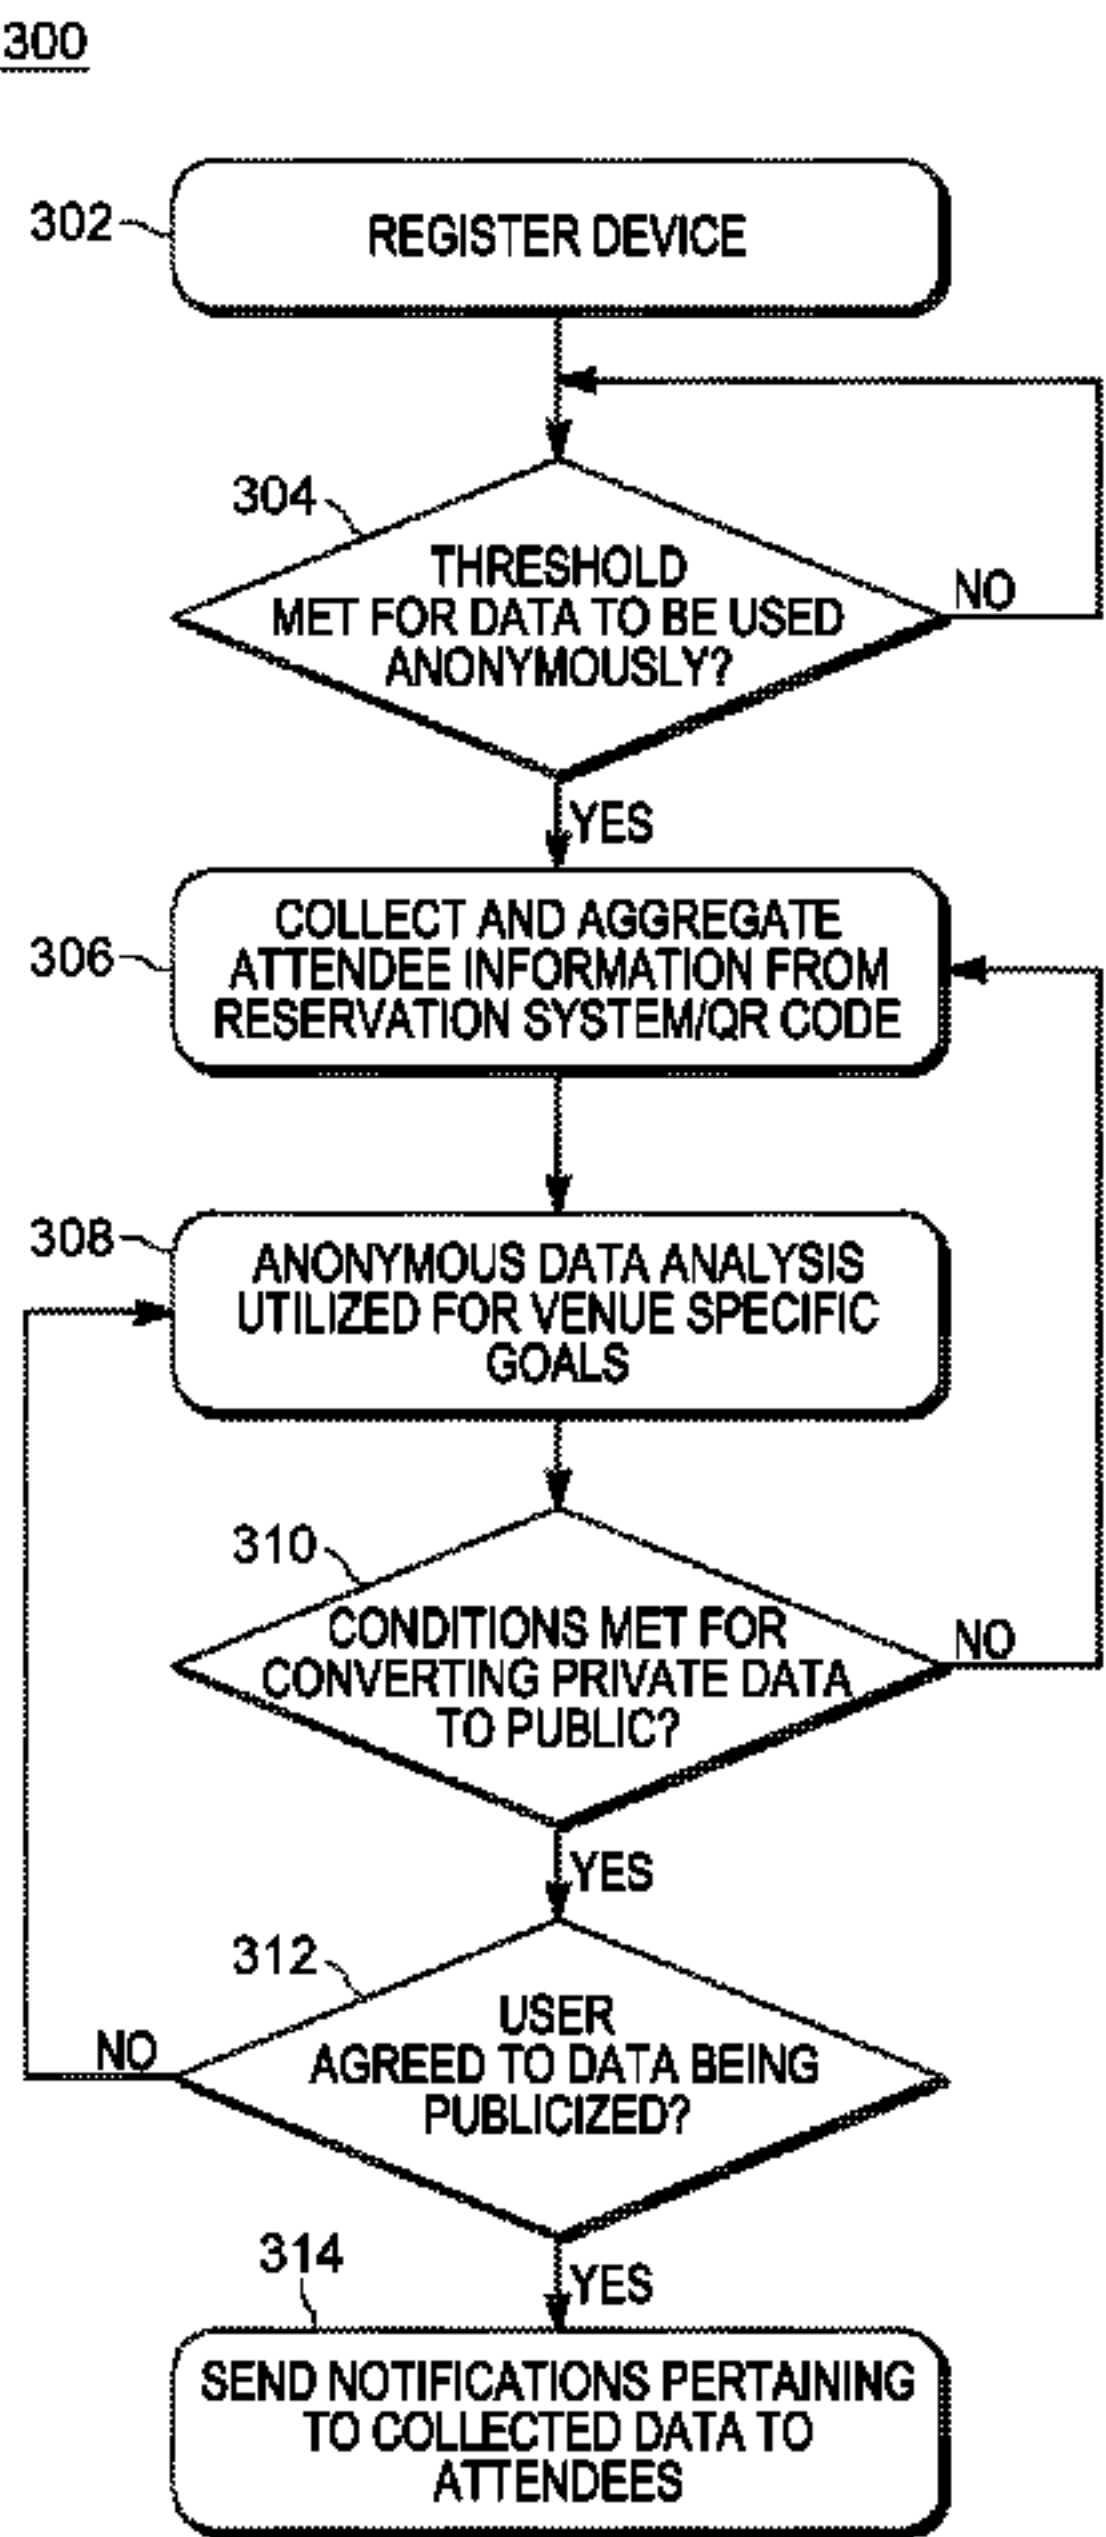 300
302
REGISTER DEVICE
304
THRESHOLD
MET FOR DATA TO BE USED
ANONYMOUSLY?
NO
YES
306
COLLECT AND AGGREGATE
ATTENDEE INFORMATION FROM
RESERVATION SYSTEM/QR CODE
308
ANONYMOUS DATA ANALYSIS
UTILIZED FOR VENUE SPECIFIC
GOALS
310
CONDITIONS MET FOR
CONVERTING PRIVATE DATA
TO PUBLIC?
NO
YES
312
USER
AGREED TO DATA BEING
PUBLICIZED?
NO
YES
314
SEND NOTIFICATIONS PERTAINING
TO COLLECTED DATA TO
ATTENDEES